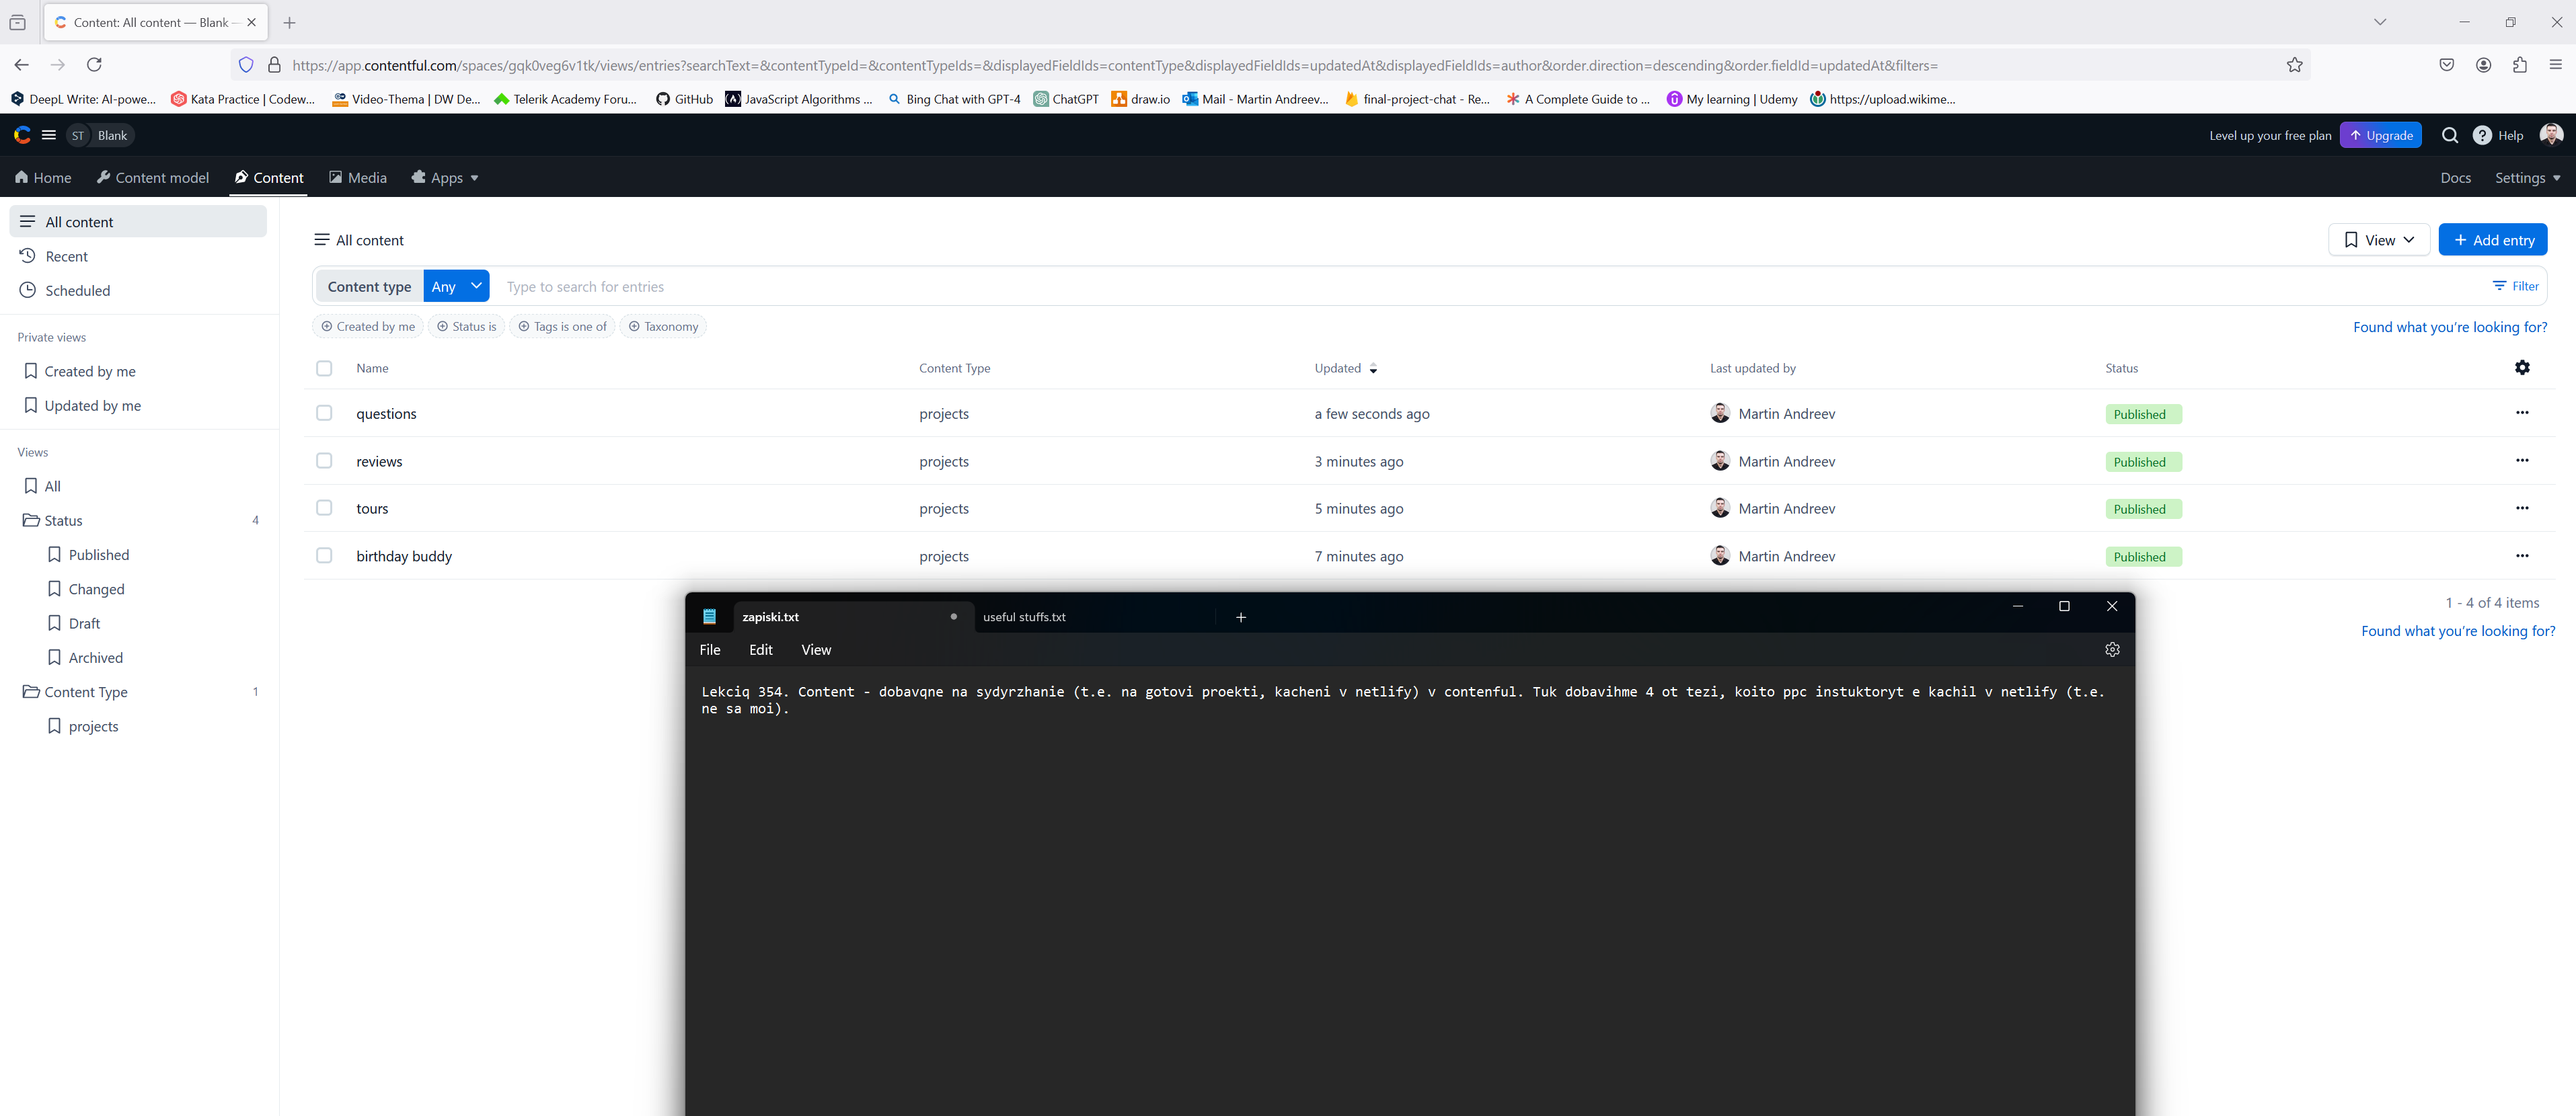 Content: All content — Blank —
https://app.contentful.com/spaces/gqk0veg6v1tk/views/entries?searchText=&contentTypeId=&contentTypeIds=&displayedFieldIds=contentType&displayedFieldIds=updatedAt&displayedFieldIds=author&order.direction=descending&order.fieldId=updatedAt&filters=
DeepL Write: AI-powe... Kata Practice | Codew... Video-Thema | DW De... Telerik Academy Foru... GitHub JavaScript Algorithms ... Bing Chat with GPT-4 ChatGPT draw.io Mail - Martin Andreev... final-project-chat - Re... A Complete Guide to ... My learning | Udemy https://upload.wikime...
ST Blank Level up your free plan Upgrade Help
Home Content model Content Media Apps Docs Settings
All content
Recent
Scheduled
Private views
Created by me
Updated by me
Views
All
Status 4
Published
Changed
Draft
Archived
Content Type 1
projects
All content View Add entry
Content type Any Type to search for entries Filter
Created by me Status is Tags is one of Taxonomy Found what you're looking for?
Name Content Type Updated Last updated by Status
questions projects a few seconds ago Martin Andreev Published
reviews projects 3 minutes ago Martin Andreev Published
tours projects 5 minutes ago Martin Andreev Published
birthday buddy projects 7 minutes ago Martin Andreev Published
1 - 4 of 4 items
Found what you're looking for?
zapiski.txt useful stuffs.txt
File Edit View
Lekciq 354. Content - dobavqne na sydyrzhanie (t.e. na gotovi proekti, kacheni v netlify) v contenful. Tuk dobavihme 4 ot tezi, koito ppc instuktoryt e kachil v netlify (t.e.
ne sa moi).